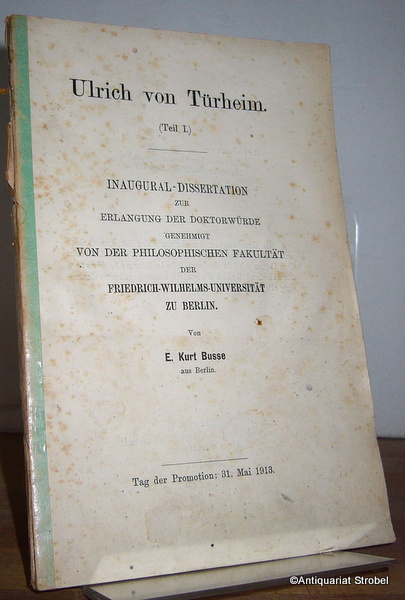 Ulrich von Türheim.
(Teil I.)
INAUGURAL-DISSERTATION
ZUR
ERLANGUNG DER DOKTORWÜRDE
GENEHMIGT
VON DER PHILOSOPHISCHEN FAKULTÄT
DER
FRIEDRICH-WILHELMS-UNIVERSITÄT
ZU BERLIN.
Von
E. Kurt Busse
aus Berlin.
Tag der Promotion: 31. Mai 1913.
©Antiquariat Strobel